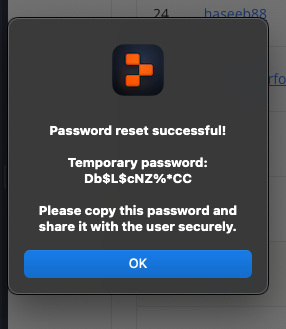 24 haseeb88
rfo
Password reset successful!
Temporary password:
Db$L$cNZ%*CC
Please copy this password and
share it with the user securely.
OK